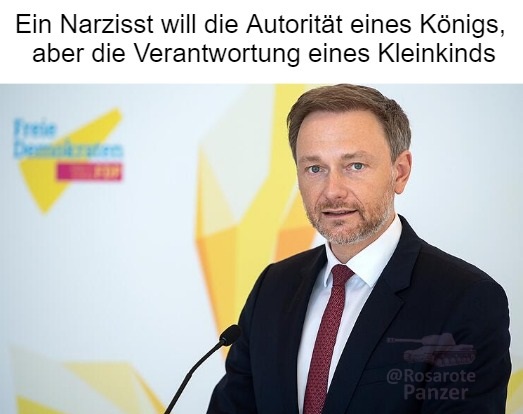 Ein Narzisst will die Autorität eines Königs,
aber die Verantwortung eines Kleinkinds
Freie
Demokraten
FDP
@Rosarote
Panzer